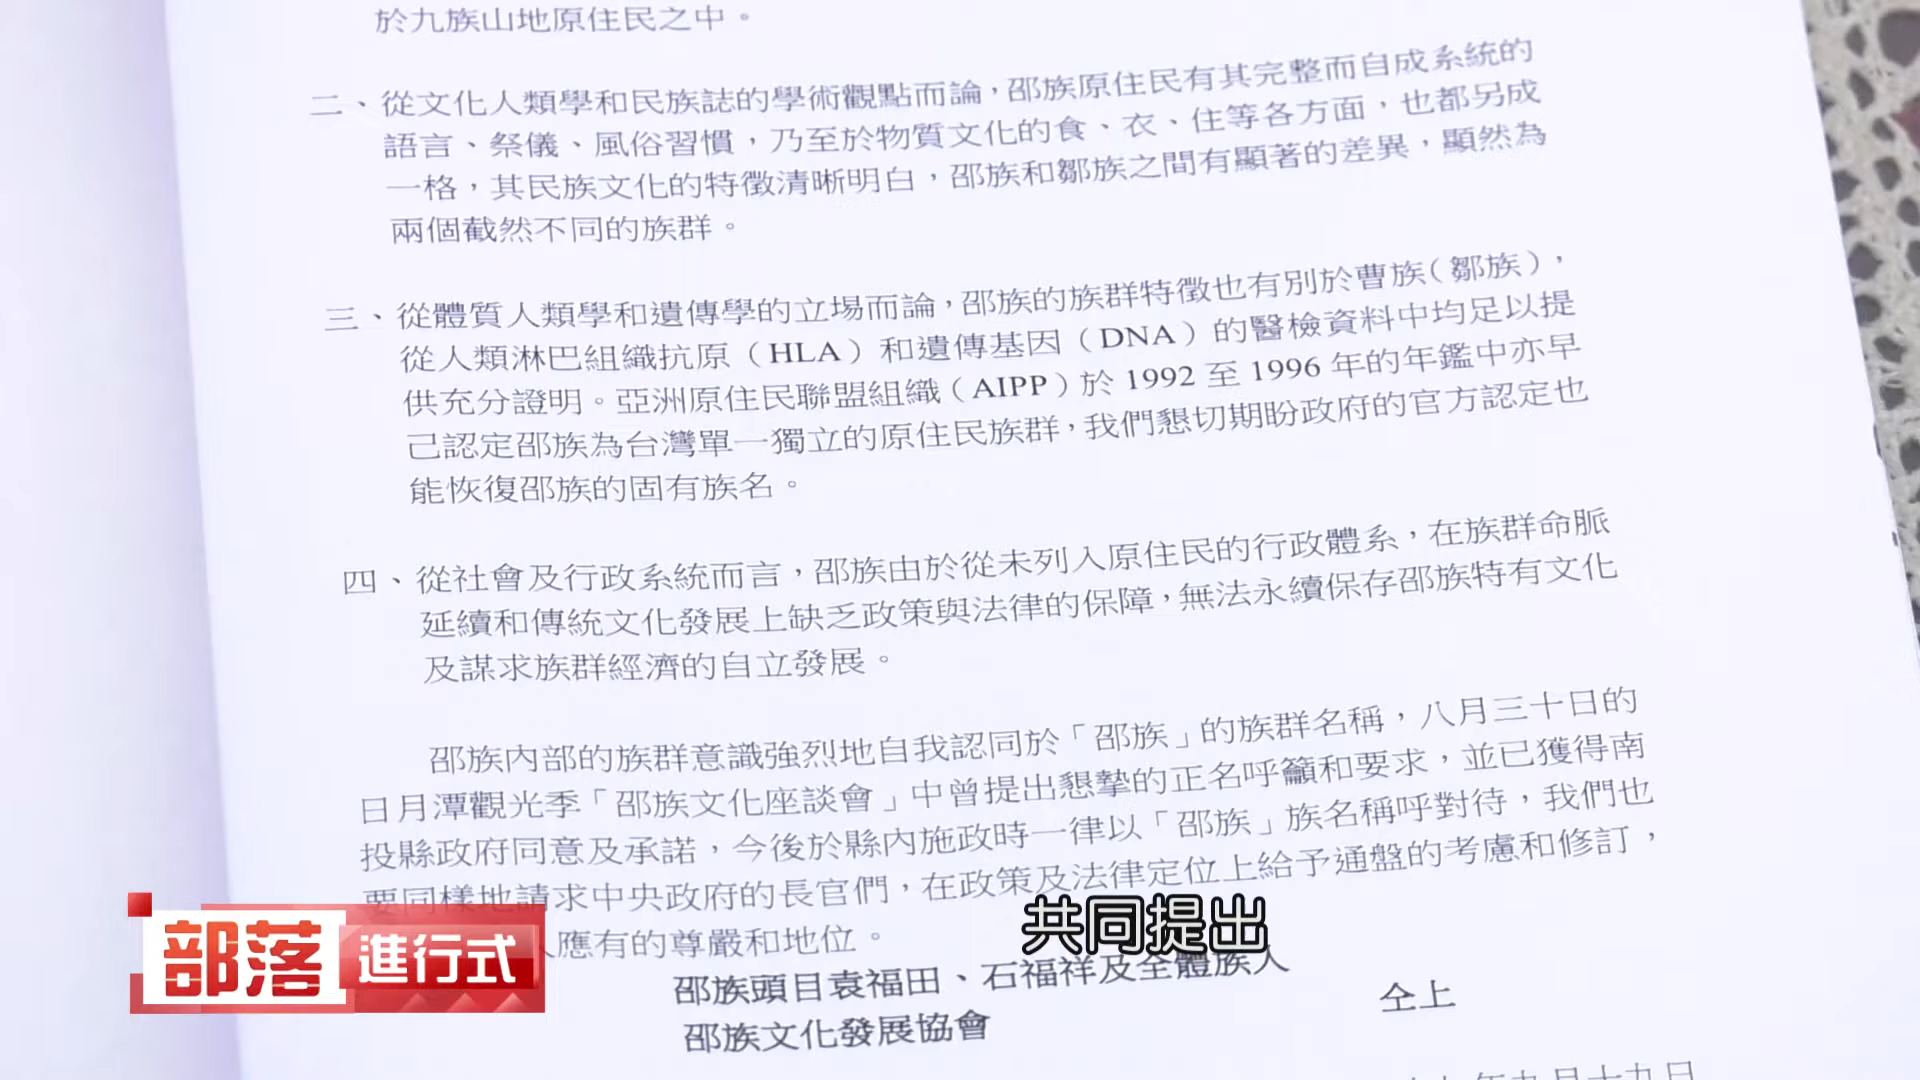 於九族山地原住民之中。
二、從文化人類學和民族誌的學術觀點而論，邵族原住民有其完整而自成系統的
語言、祭儀、風俗習慣，乃至於物質文化的食、衣、住等各方面，也都另成
一格，其民族文化的特徵清晰明白，邵族和鄒族之間有顯著的差異，顯然為
兩個截然不同的族群。
三、從體質人類學和遺傳學的立場而論，邵族的族群特徵也有別於曹族（鄒族），
從人類淋巴組織抗原（HLA）和遺傳基因（DNA）的醫檢資料中均足以提
供充分證明。亞洲原住民聯盟組織（AIPP）於 1992 至 1996 年的年鑑中亦早
己認定邵族為台灣單一獨立的原住民族群，我們懇切期盼政府的官方認定也
能恢復邵族的固有族名。
四、從社會及行政系統而言，邵族由於從未列入原住民的行政體系，在族群命脈
延續和傳統文化發展上缺乏政策與法律的保障，無法永續保存邵族特有文化
及謀求族群經濟的自立發展。
邵族內部的族群意識強烈地自我認同於「邵族」的族群名稱，八月三十日的
日月潭觀光季「邵族文化座談會」中曾提出懇摯的正名呼籲和要求，並已獲得南
投縣政府同意及承諾，今後於縣內施政時一律以「邵族」族名稱呼對待，我們也
要同樣地請求中央政府的長官們，在政策及法律定位上給予通盤的考慮和修訂，
應有的尊嚴和地位。
共同提出
部落進行式
邵族頭目袁福田、石福祥及全體族人
仝上
邵族文化發展協會
年九月十九日